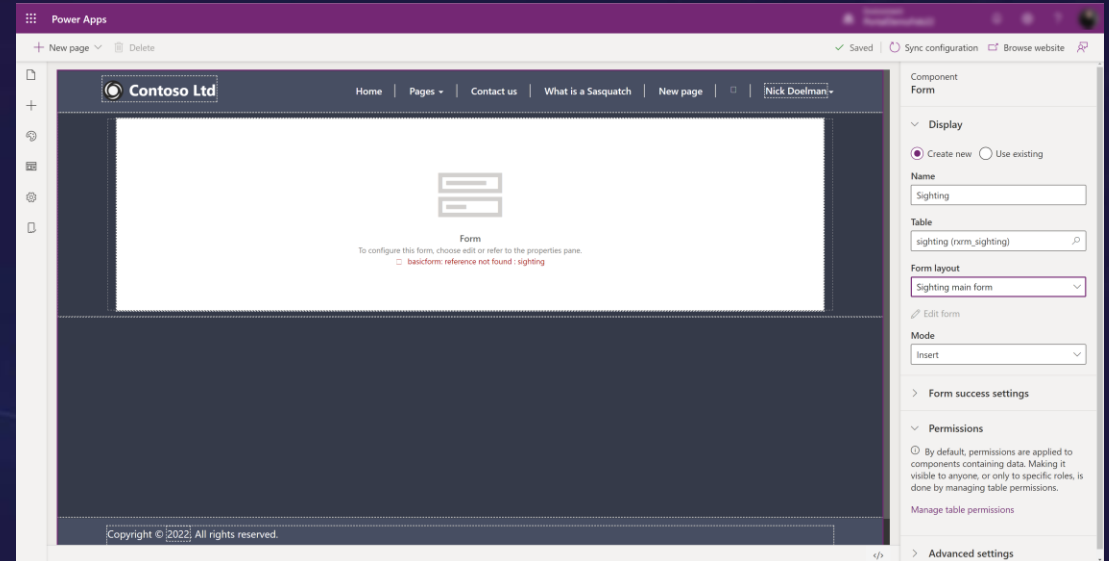 Power Apps
New page
Delete
Saved
Sync configuration
Browse website
Contoso Ltd
Home
Pages
Contact us
What is a Sasquatch
New page
Nick Doelman
Form
To configure this form, choose edit or refer to the properties pane.
basicform: reference not found : sighting
Copyright © 2022. All rights reserved.
</>
Component
Form
Display
Create new
Use existing
Name
Sighting
Table
sighting (rxrm_sighting)
Form layout
Sighting main form
Edit form
Mode
Insert
Form success settings
Permissions
By default, permissions are applied to
components containing data. Making it
visible to anyone, or only to specific roles, is
done by managing table permissions.
Manage table permissions
Advanced settings